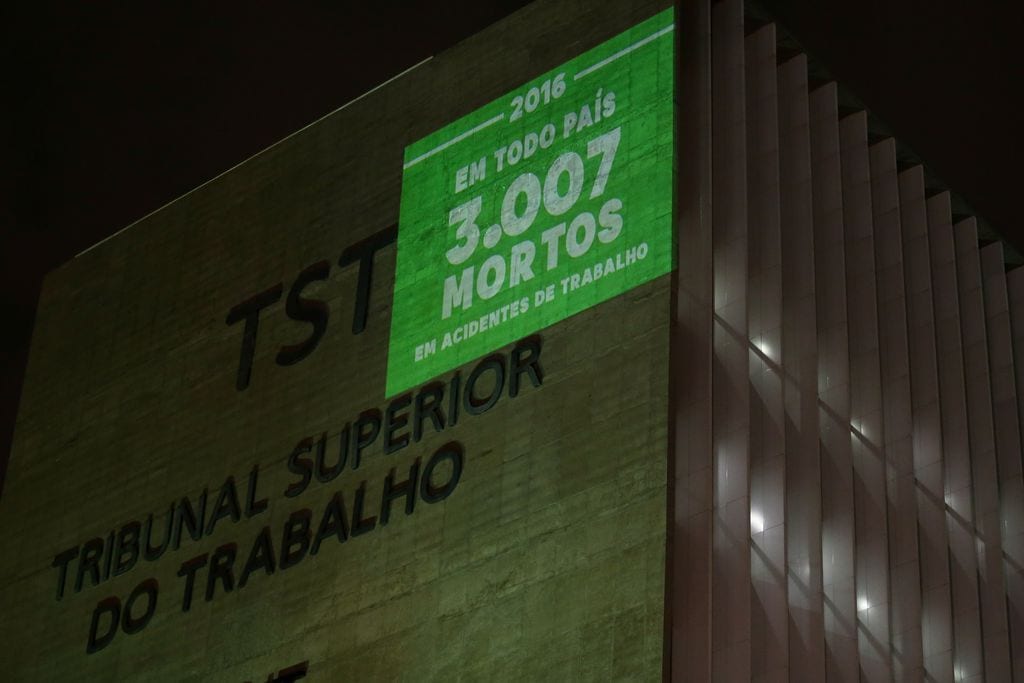 2016
EM TODO PAÍS
3.007
MORTOS
EM ACIDENTES DE TRABALHO
TST
TRIBUNAL SUPERIOR
DO TRABALHO